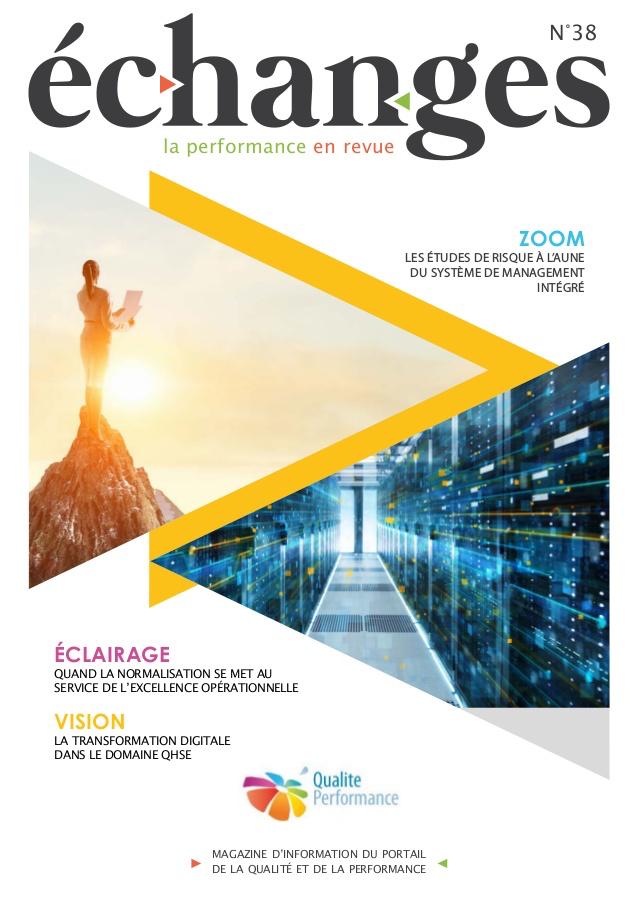 N°38
échanges
la performance en revue
ZOOM
LES ÉTUDES DE RISQUE À L'AUNE
DU SYSTÈME DE MANAGEMENT
INTÉGRÉ
ÉCLAIRAGE
QUAND LA NORMALISATION SE MET AU
SERVICE DE L'EXCELLENCE OPÉRATIONNELLE
VISION
LA TRANSFORMATION DIGITALE
DANS LE DOMAINE QHSE
Qualite
Performance
MAGAZINE D'INFORMATION DU PORTAIL
DE LA QUALITÉ ET DE LA PERFORMANCE